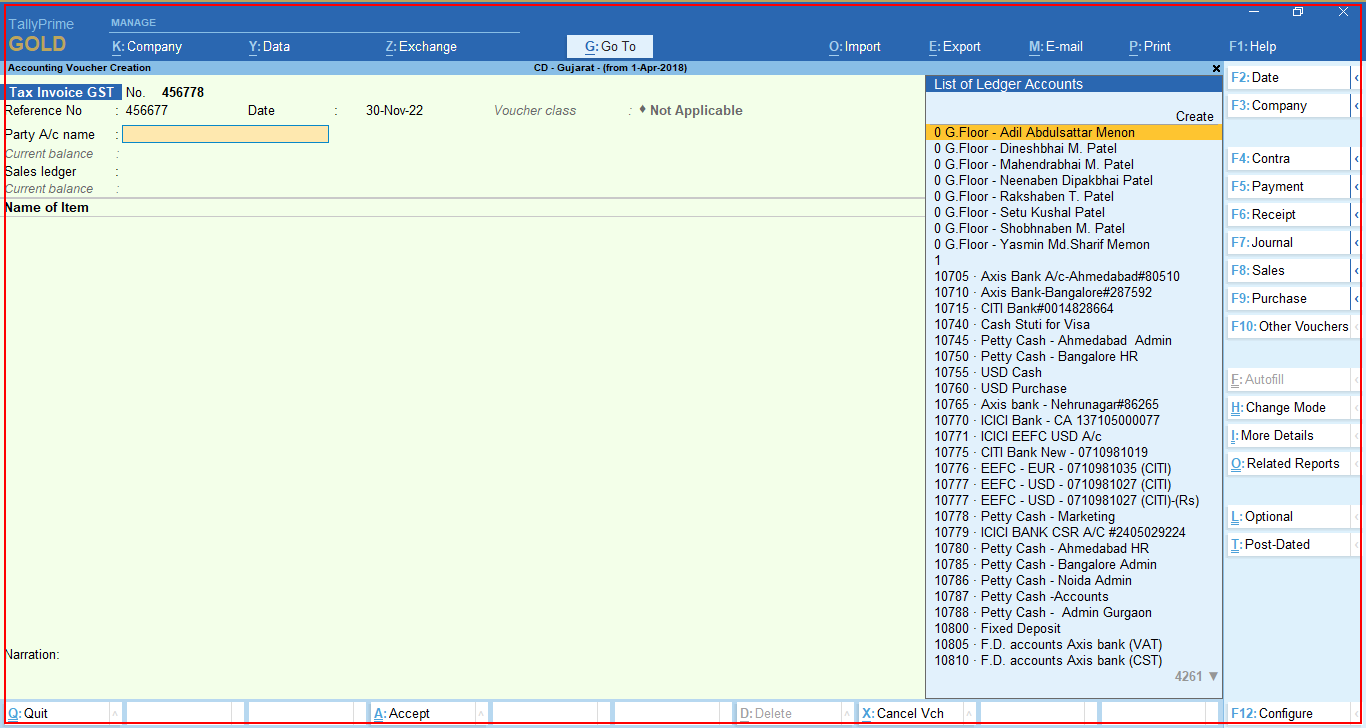 TallyPrime
GOLD
MANAGE
K: Company
Y: Data
Z: Exchange
G: Go To
O: Import
E: Export
M: E-mail
P: Print
F1: Help
Accounting Voucher Creation
CD - Gujarat - (from 1-Apr-2018)
Tax Invoice GST No. 456778
Reference No : 456677 Date : 30-Nov-22 Voucher class : ♦ Not Applicable
Party A/c name :
Current balance :
Sales ledger :
Current balance :
Name of Item
Narration:
List of Ledger Accounts
Create
0 G.Floor - Adil Abdulsattar Menon
0 G.Floor - Dineshbhai M. Patel
0 G.Floor - Mahendrabhai M. Patel
0 G.Floor - Neenaben Dipakbhai Patel
0 G.Floor - Rakshaben T. Patel
0 G.Floor - Setu Kushal Patel
0 G.Floor - Shobhnaben M. Patel
0 G.Floor - Yasmin Md.Sharif Memon
1
10705 · Axis Bank A/c-Ahmedabad#80510
10710 · Axis Bank-Bangalore#287592
10715 · CITI Bank#0014828664
10740 · Cash Stuti for Visa
10745 · Petty Cash - Ahmedabad  Admin
10750 · Petty Cash - Bangalore HR
10755 · USD Cash
10760 · USD Purchase
10765 · Axis bank - Nehrunagar#86265
10770 · ICICI Bank - CA 137105000077
10771 · ICICI EEFC USD A/c
10775 · CITI Bank New - 0710981019
10776 · EEFC - EUR - 0710981035 (CITI)
10777 · EEFC - USD - 0710981027 (CITI)
10777 · EEFC - USD - 0710981027 (CITI)-(Rs)
10778 · Petty Cash - Marketing
10779 · ICICI BANK CSR A/C #2405029224
10780 · Petty Cash - Ahmedabad HR
10785 · Petty Cash - Bangalore Admin
10786 · Petty Cash - Noida Admin
10787 · Petty Cash -Accounts
10788 · Petty Cash -  Admin Gurgaon
10800 · Fixed Deposit
10805 · F.D. accounts Axis bank (VAT)
10810 · F.D. accounts Axis bank (CST)
4261 ▼
F2: Date
F3: Company
F4: Contra
F5: Payment
F6: Receipt
F7: Journal
F8: Sales
F9: Purchase
F10: Other Vouchers
F: Autofill
H: Change Mode
I: More Details
O: Related Reports
L: Optional
T: Post-Dated
Q: Quit
A: Accept
D: Delete
X: Cancel Vch
F12: Configure